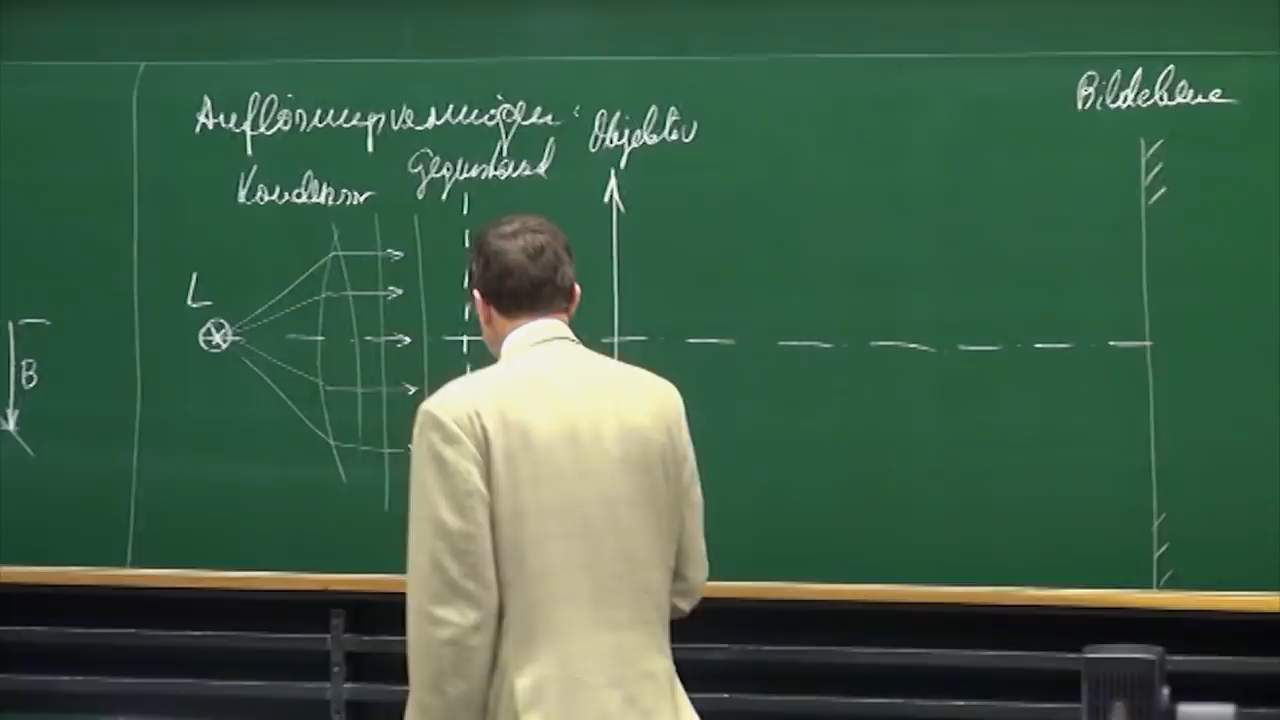 Auflösungsvermögen:
Objektiv
Bildebene
Kondensor
Gegenstand
L
B